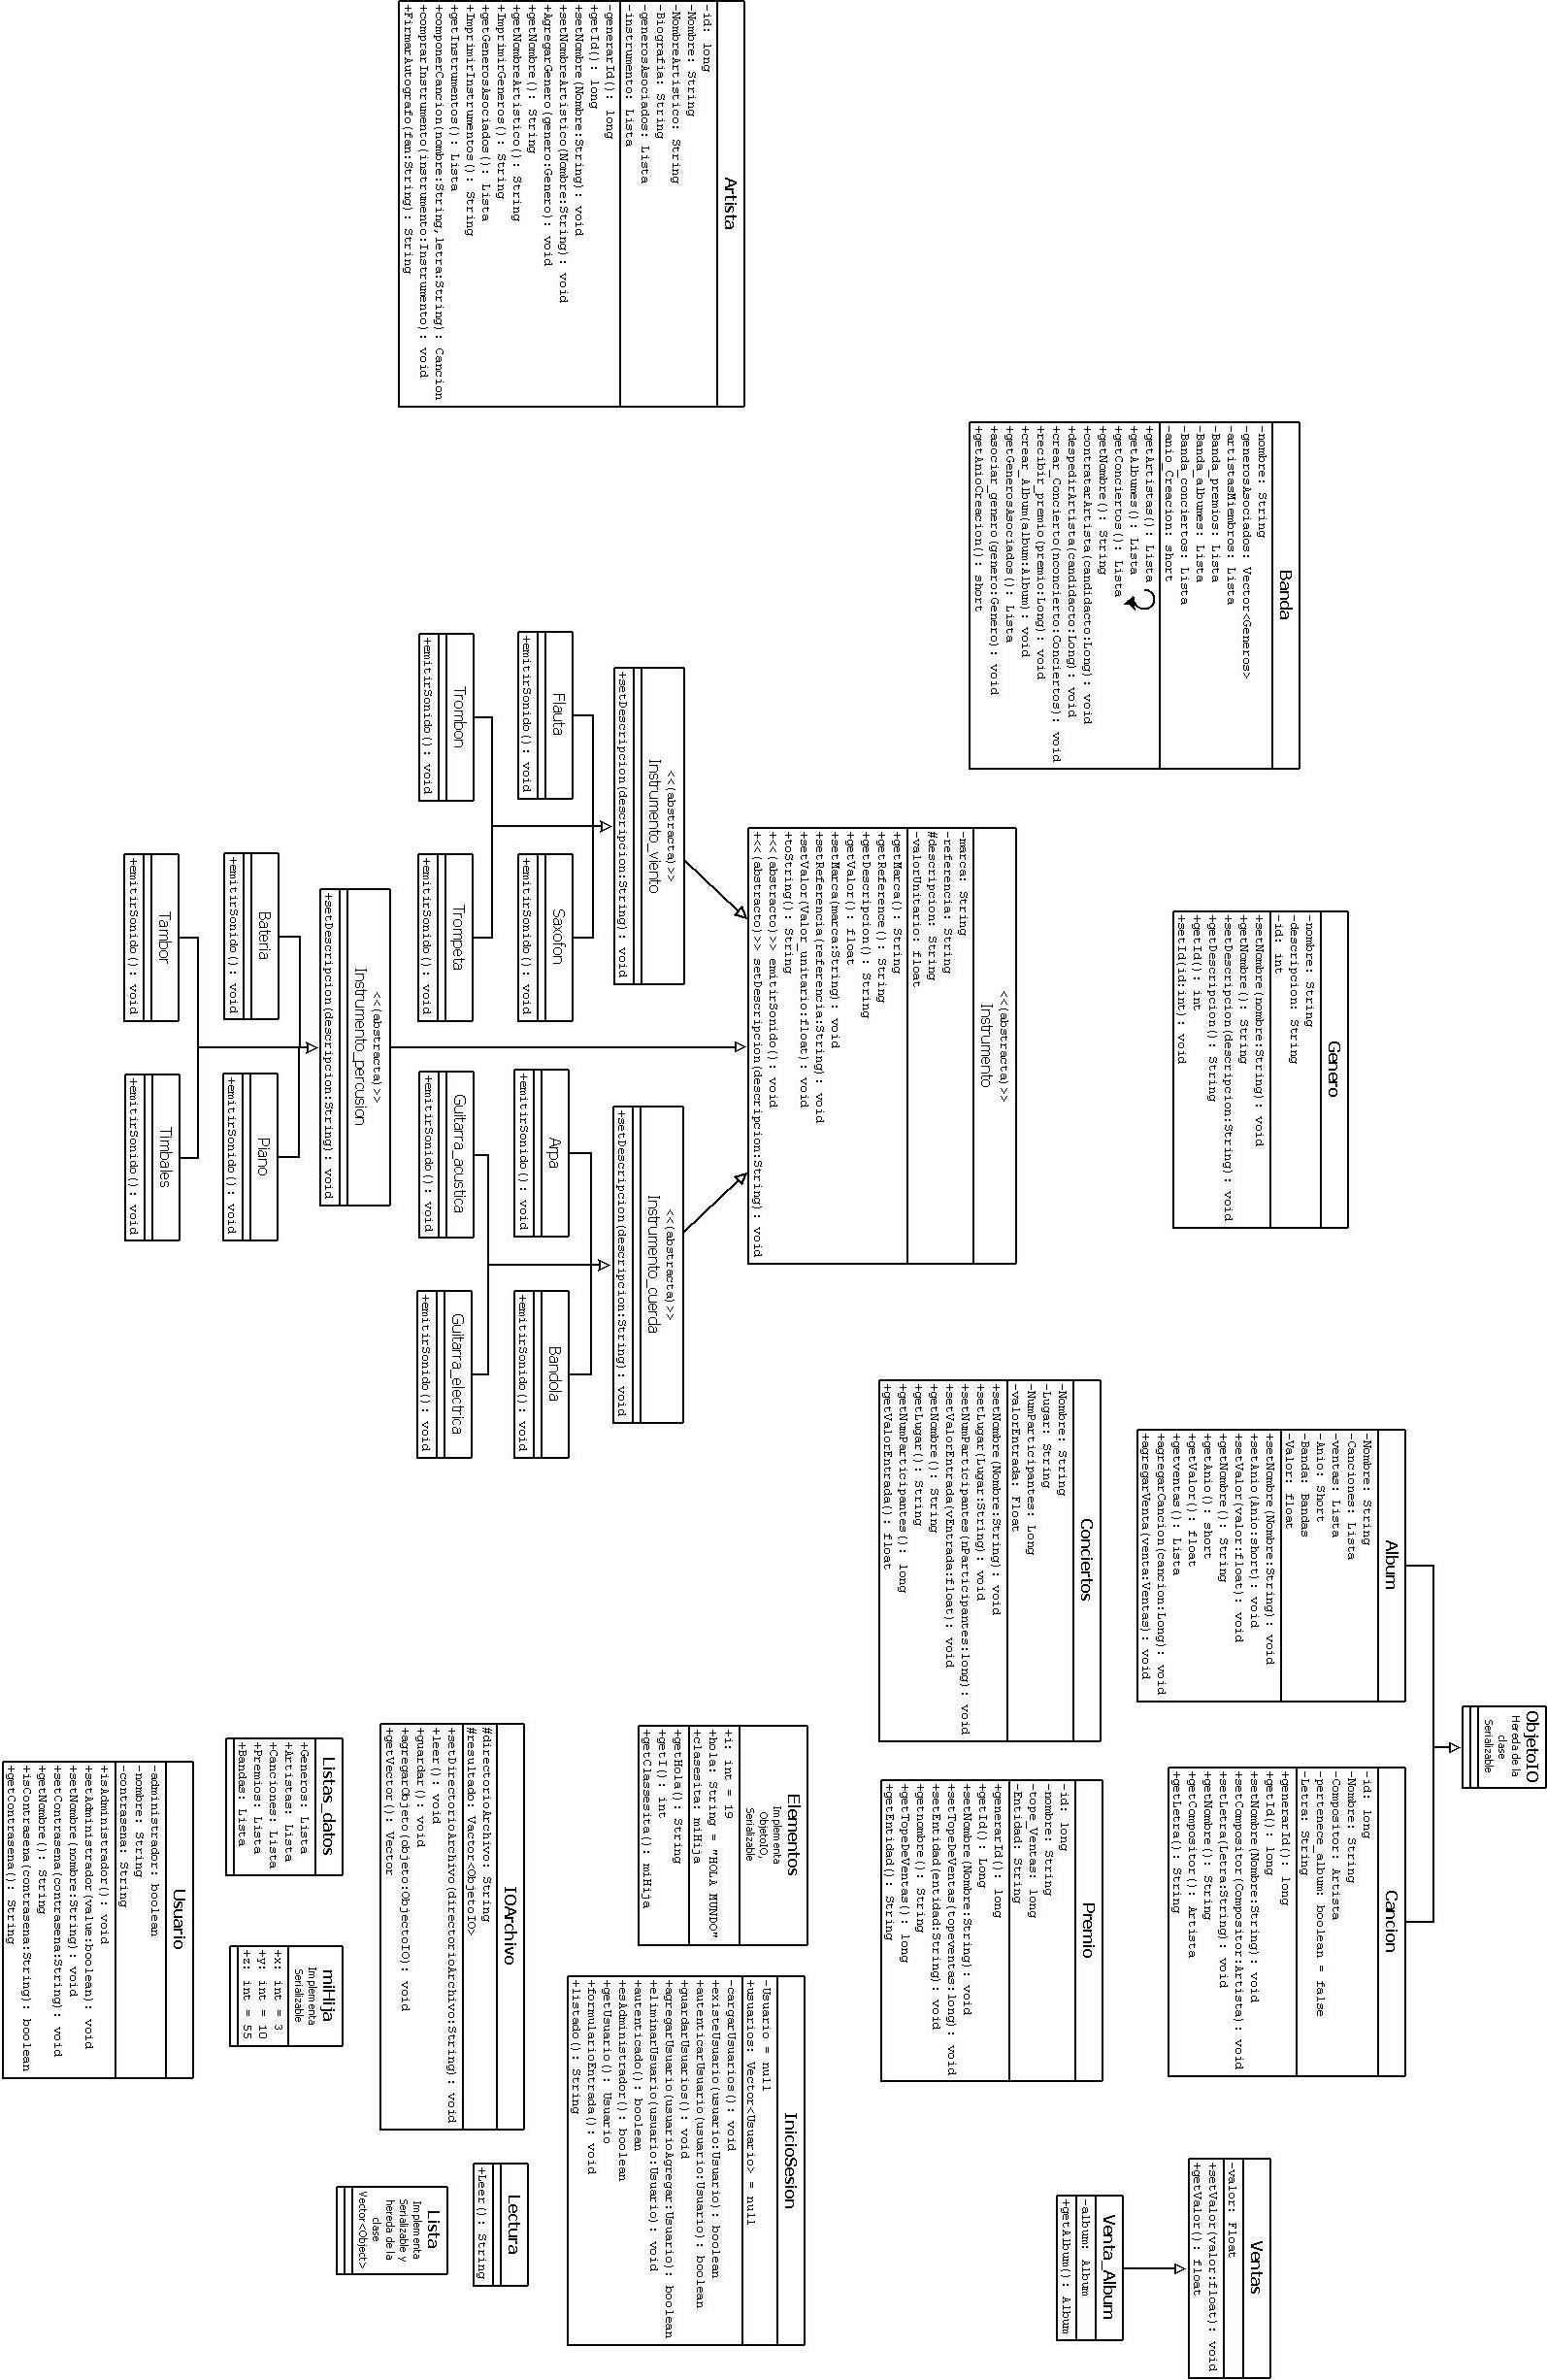 Artista
-id: long
-Nombre: String
-NombreArtistico: String
-Biografia: String
-generosAsociados: Lista
-instrumento: Lista
-generarId(): long
+getId(): long
+setNombre(Nombre:String): void
+setNombreArtistico(Nombre:String): void
+AgregarGenero(genero:Genero): void
+getNombre(): String
+getNombreArtistico(): String
+ImprimirGeneros(): String
+getGenerosAsociados(): Lista
+ImprimirInstrumentos(): String
+getInstrumentos(): Lista
+componerCancion(nombre:String,letra:String): Cancion
+comprarInstrumento(instrumento:Instrumento): void
+FirmarAutografo(fan:String): String
Banda
-nombre: String
-generosAsociados: Vector<Generos>
-artistasMiembros: Lista
-Banda_premios: Lista
-Banda_albumes: Lista
-Banda_conciertos: Lista
-anio_Creacion: short
+getArtistas(): Lista
+getAlbumes(): Lista
+getConciertos(): Lista
+getNombre(): String
+contratarArtista(candidacto:Long): void
+despedirArtista(candidacto:Long): void
+crear_Concierto(nconcierto:Conciertos): void
+recibir_premio(premio:Long): void
+crear_Album(album:Album): void
+getGenerosAsociados(): Lista
+asociar_genero(genero:Genero): void
+getAnioCreacion(): short
Genero
-nombre: String
-descripcion: String
-id: int
+setNombre(nombre:String): void
+getNombre(): String
+setDescripcion(descripcion:String): void
+getDescripcion(): String
+getId(): int
+setId(id:int): void
<<(abstracta)>>
Instrumento
-marca: String
-referencia: String
#descripcion: String
-valorUnitario: float
+getMarca(): String
+getReference(): String
+getDescripcion(): String
+getValor(): float
+setMarca(marca:String): void
+setReferencia(referencia:String): void
+setValor(Valor_unitario:float): void
+toString(): String
+<<(abstracto)>> emitirSonido(): void
+<<(abstracto)>> setDescripcion(descripcion:String): void
<<(abstracta)>>
Instrumento_viento
+setDescripcion(descripcion:String): void
Flauta
+emitirSonido(): void
Saxofon
+emitirSonido(): void
Trombon
+emitirSonido(): void
Trompeta
+emitirSonido(): void
<<(abstracta)>>
Instrumento_cuerda
+setDescripcion(descripcion:String): void
Arpa
+emitirSonido(): void
Bandola
+emitirSonido(): void
Guitarra_acustica
+emitirSonido(): void
Guitarra_electrica
+emitirSonido(): void
<<(abstracta)>>
Instrumento_percusion
+setDescripcion(descripcion:String): void
Bateria
+emitirSonido(): void
Piano
+emitirSonido(): void
Tambor
+emitirSonido(): void
Timbales
+emitirSonido(): void
ObjetoIO
Hereda de la
clase
Serializable
Album
-Nombre: String
-Canciones: Lista
-ventas: Lista
-Anio: Short
-Banda: Bandas
-Valor: float
+setNombre(Nombre:String): void
+setAnio(Anio:short): void
+setValor(valor:float): void
+getNombre(): String
+getAnio(): short
+getValor(): float
+getventas(): Lista
+agregarCancion(cancion:Long): void
+agregarVenta(venta:Ventas): void
Cancion
-id: long
-Nombre: String
-Compositor: Artista
-pertenece_album: boolean = false
-Letra: String
+generarId(): long
+getId(): long
+setNombre(Nombre:String): void
+setCompositor(Compositor:Artista): void
+setLetra(Letra:String): void
+getNombre(): String
+getCompositor(): Artista
+getLetra(): String
Ventas
-valor: Float
+setValor(valor:float): void
+getValor(): float
Venta_Album
-album: Album
+getAlbum(): Album
Conciertos
-Nombre: String
-Lugar: String
-NumParticipantes: Long
-valorEntrada: Float
+setNombre(Nombre:String): void
+setLugar(Lugar:String): void
+setNumParticipantes(nParticipantes:long): void
+setValorEntrada(vEntrada:float): void
+getNombre(): String
+getLugar(): String
+getNumParticipantes(): long
+getValorEntrada(): float
Premio
-id: long
-nombre: String
-tope_Ventas: long
-Entidad: String
+generarId(): long
+getId(): Long
+setNombre(Nombre:String): void
+setTopeDeVentas(topeventas:long): void
+setEntidad(entidad:String): void
+getnombre(): String
+getTopeDeVentas(): long
+getEntidad(): String
Elementos
Implementa
ObjetoIO,
Serializable
+i: int = 19
+hola: String = "HOLA MUNDO"
+clasesita: miHija
+getHola(): String
+getI(): int
+getClassesita(): miHija
InicioSesion
-Usuario = null
+usuarios: Vector<Usuario> = null
-cargarUsuarios(): void
+existeUsuario(usuario:Usuario): boolean
+autenticarUsuario(usuario:Usuario): boolean
+guardarUsuarios(): void
+agregarUsuario(usuarioAgregar:Usuario): boolean
+eliminarUsuario(usuario:Usuario): void
+autenticado(): boolean
+esAdministrador(): boolean
+getUsuario(): Usuario
+formularioEntrada(): void
+listado(): String
IOArchivo
#directorioArchivo: String
#resultado: Vector<ObjetoIO>
+setDirectorioArchivo(directorioArchivo:String): void
+leer(): void
+guardar(): void
+agregarObjeto(objeto:ObjectoIO): void
+getVector(): Vector
Lectura
+Leer(): String
Lista
Implementa
Serializable y
hereda de la
clase
Vector<Object>
Listas_datos
+Generos: Lista
+Artistas: Lista
+Canciones: Lista
+Premios: Lista
+Bandas: Lista
miHija
Implementa
Serializable
+x: int = 3
+y: int = 10
+z: int = 55
Usuario
-administrador: boolean
-nombre: String
-contrasena: String
+isAdministrador(): void
+setAdministrador(value:boolean): void
+setNombre(nombre:String): void
+setContrasena(contrasena:String): void
+getNombre(): String
+isContrasena(contrasena:String): boolean
+getContrasena(): String